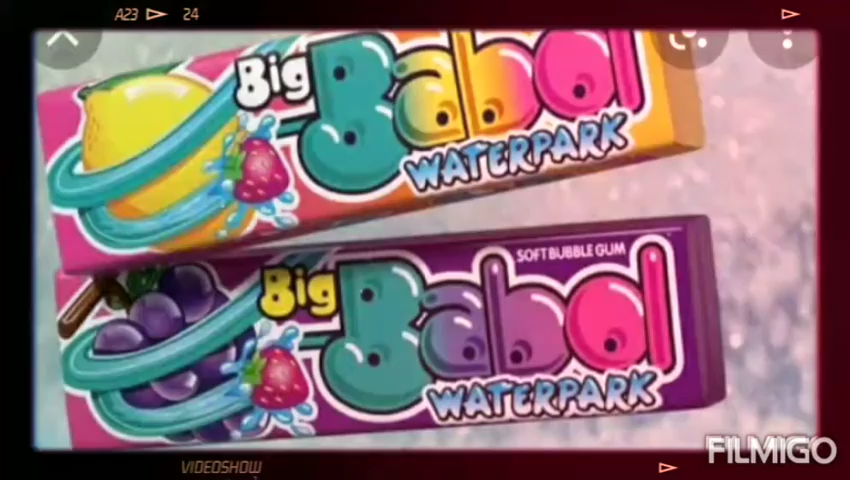 A23 24
Big Babol
WATERPARK
SOFT BUBBLE GUM
Big Babol
WATERPARK
FILMIGO
VIDEOSHOW